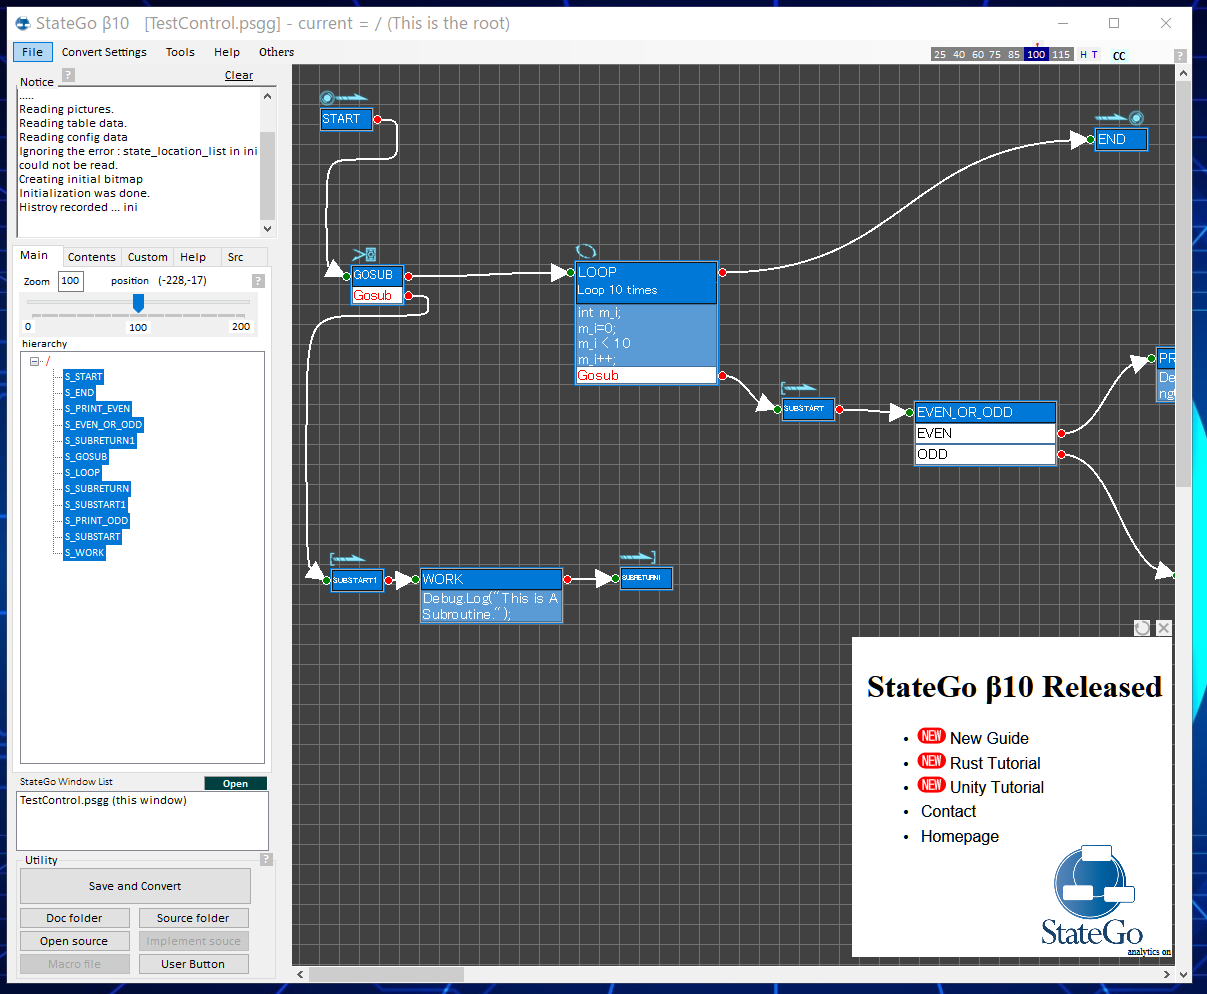 StateGo β10 [TestControl.psgg] - current = / (This is the root)
File Convert Settings Tools Help Others
25 40 60 75 85 100 115 H T CC ?
Notice ? Clear
.....
Reading pictures.
Reading table data.
Reading config data
Ignoring the error : state_location_list in ini
could not be read.
Creating initial bitmap
Initialization was done.
Histroy recorded ... ini
Main Contents Custom Help Src
Zoom 100 position (-228,-17) ?
0 100 200
hierarchy
/
S_START
S_END
S_PRINT_EVEN
S_EVEN_OR_ODD
S_SUBRETURN1
S_GOSUB
S_LOOP
S_SUBRETURN
S_SUBSTART1
S_PRINT_ODD
S_SUBSTART
S_WORK
StateGo Window List Open
TestControl.psgg (this window)
Utility ?
Save and Convert
Doc folder Source folder
Open source Implement souce
Macro file User Button
START
END
GOSUB
Gosub
LOOP
Loop 10 times
int m_i;
m_i=0;
m_i < 10
m_i++;
Gosub
SUBSTART
EVEN_OR_ODD
EVEN
ODD
PR
De
ng
SUBSTART1
WORK
Debug.Log("This is A
Subroutine.");
SUBRETURN1
StateGo β10 Released
• NEW New Guide
• NEW Rust Tutorial
• NEW Unity Tutorial
• Contact
• Homepage
StateGo
analytics on